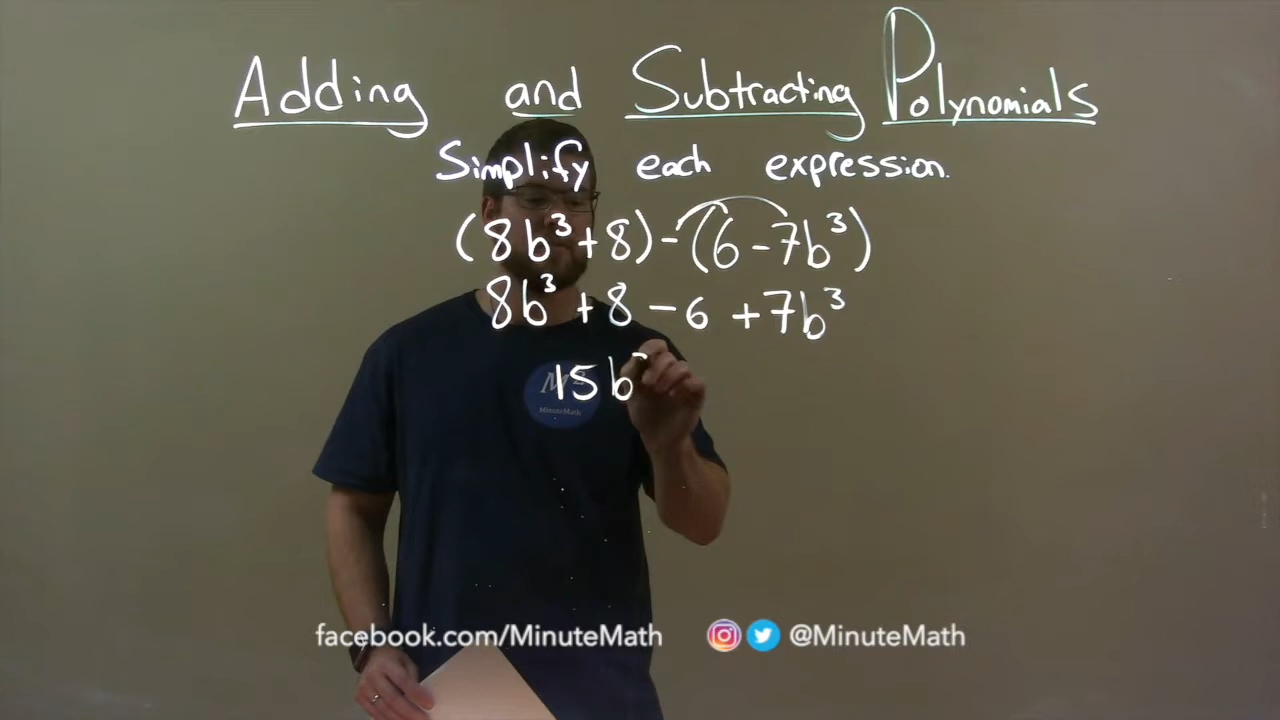 Adding and Subtracting Polynomials
Simplify each expression.
(8b³+8)-(6-7b³)
8b³+8-6+7b³
15b
MinuteMath
facebook.com/MinuteMath @MinuteMath